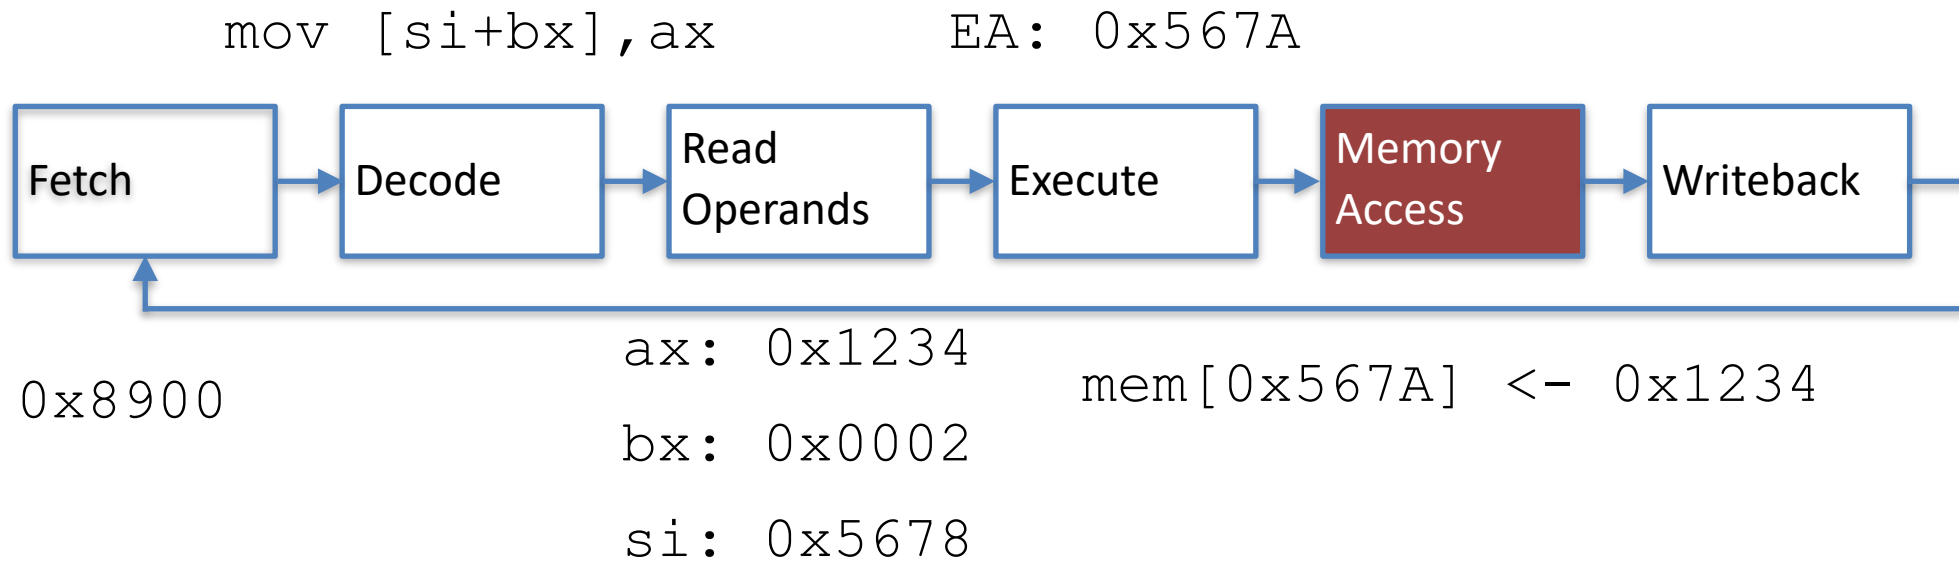 mov [si+bx],ax
EA: 0x567A
Fetch
Decode
Read
Operands
Execute
Memory
Access
Writeback
0x8900
ax: 0x1234
bx: 0x0002
si: 0x5678
mem[0x567A] <- 0x1234